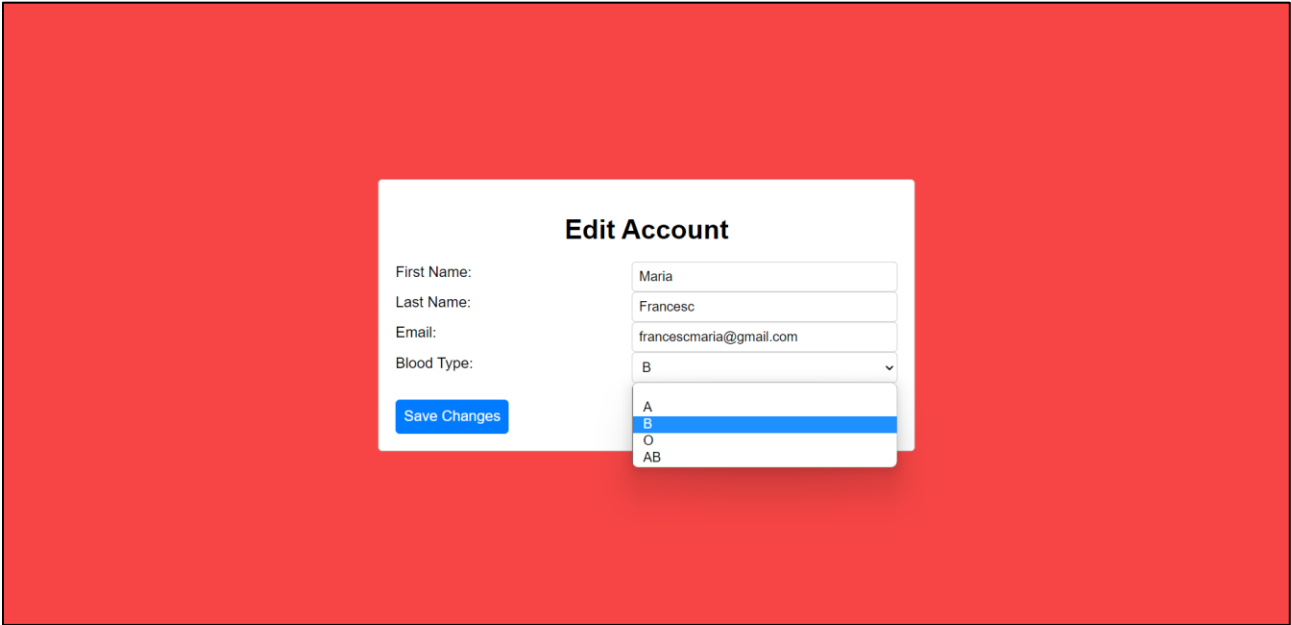 Edit Account
First Name: Maria
Last Name: Francesc
Email: francescmaria@gmail.com
Blood Type: B
A
B
O
AB
Save Changes